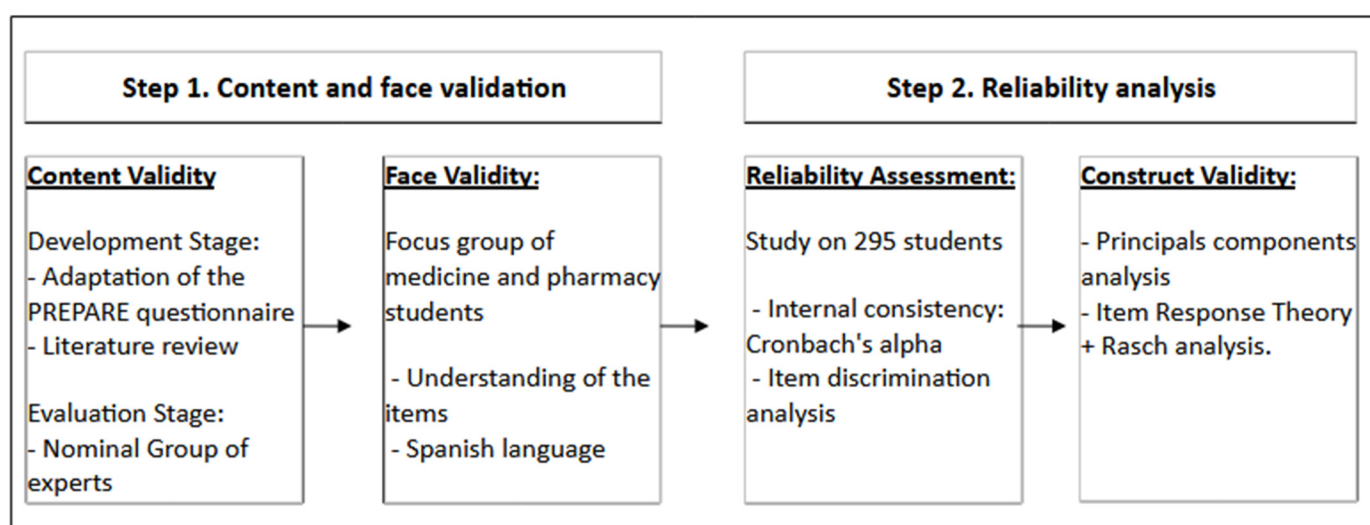 Step 1. Content and face validation
Step 2. Reliability analysis
Content Validity
Development Stage:
- Adaptation of the
PREPARE questionnaire
- Literature review
Evaluation Stage:
- Nominal Group of
experts
Face Validity:
Focus group of
medicine and pharmacy
students
- Understanding of the
items
- Spanish language
Reliability Assessment:
Study on 295 students
- Internal consistency:
Cronbach's alpha
- Item discrimination
analysis
Construct Validity:
- Principals components
analysis
- Item Response Theory
+ Rasch analysis.